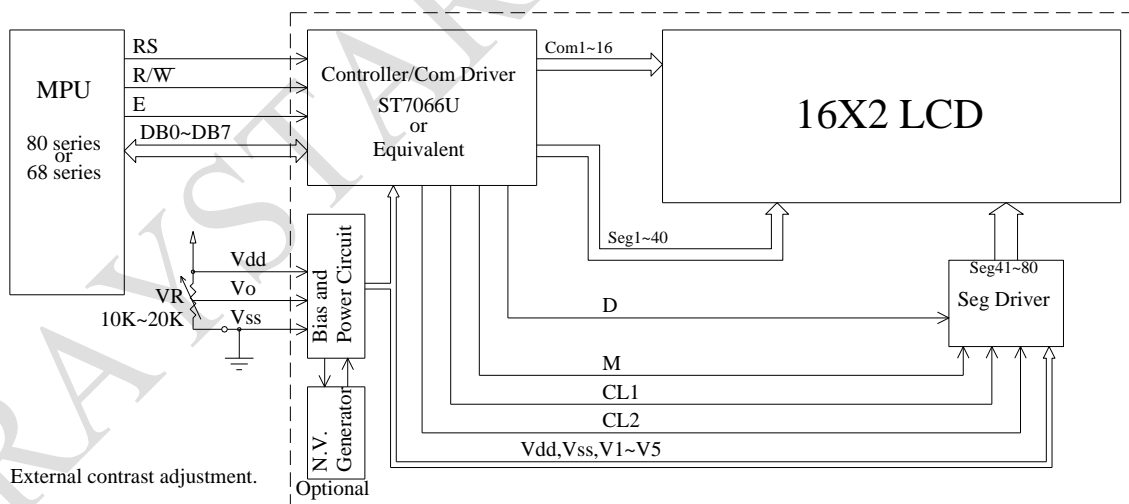 MPU
80 series
or
68 series
RS
R/W̅
E
DB0~DB7
Controller/Com Driver
ST7066U
or
Equivalent
Com1~16
16X2 LCD
Seg1~40
Seg41~80
Seg Driver
Vdd
Vo
Vss
VR
10K~20K
Bias and
Power Circuit
D
M
CL1
CL2
Vdd,Vss,V1~V5
N.V.
Generator
Optional
External contrast adjustment.
RAYSTAR